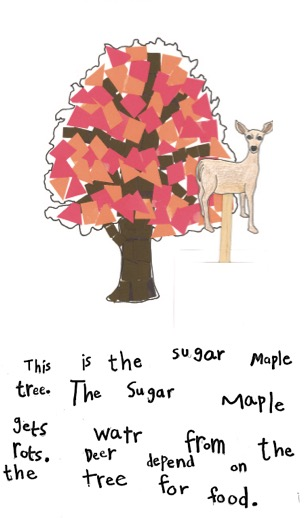 This is the sugar Maple
tree. The Sugar Maple
gets watr from the
rots. Deer depend on
the tree for food.